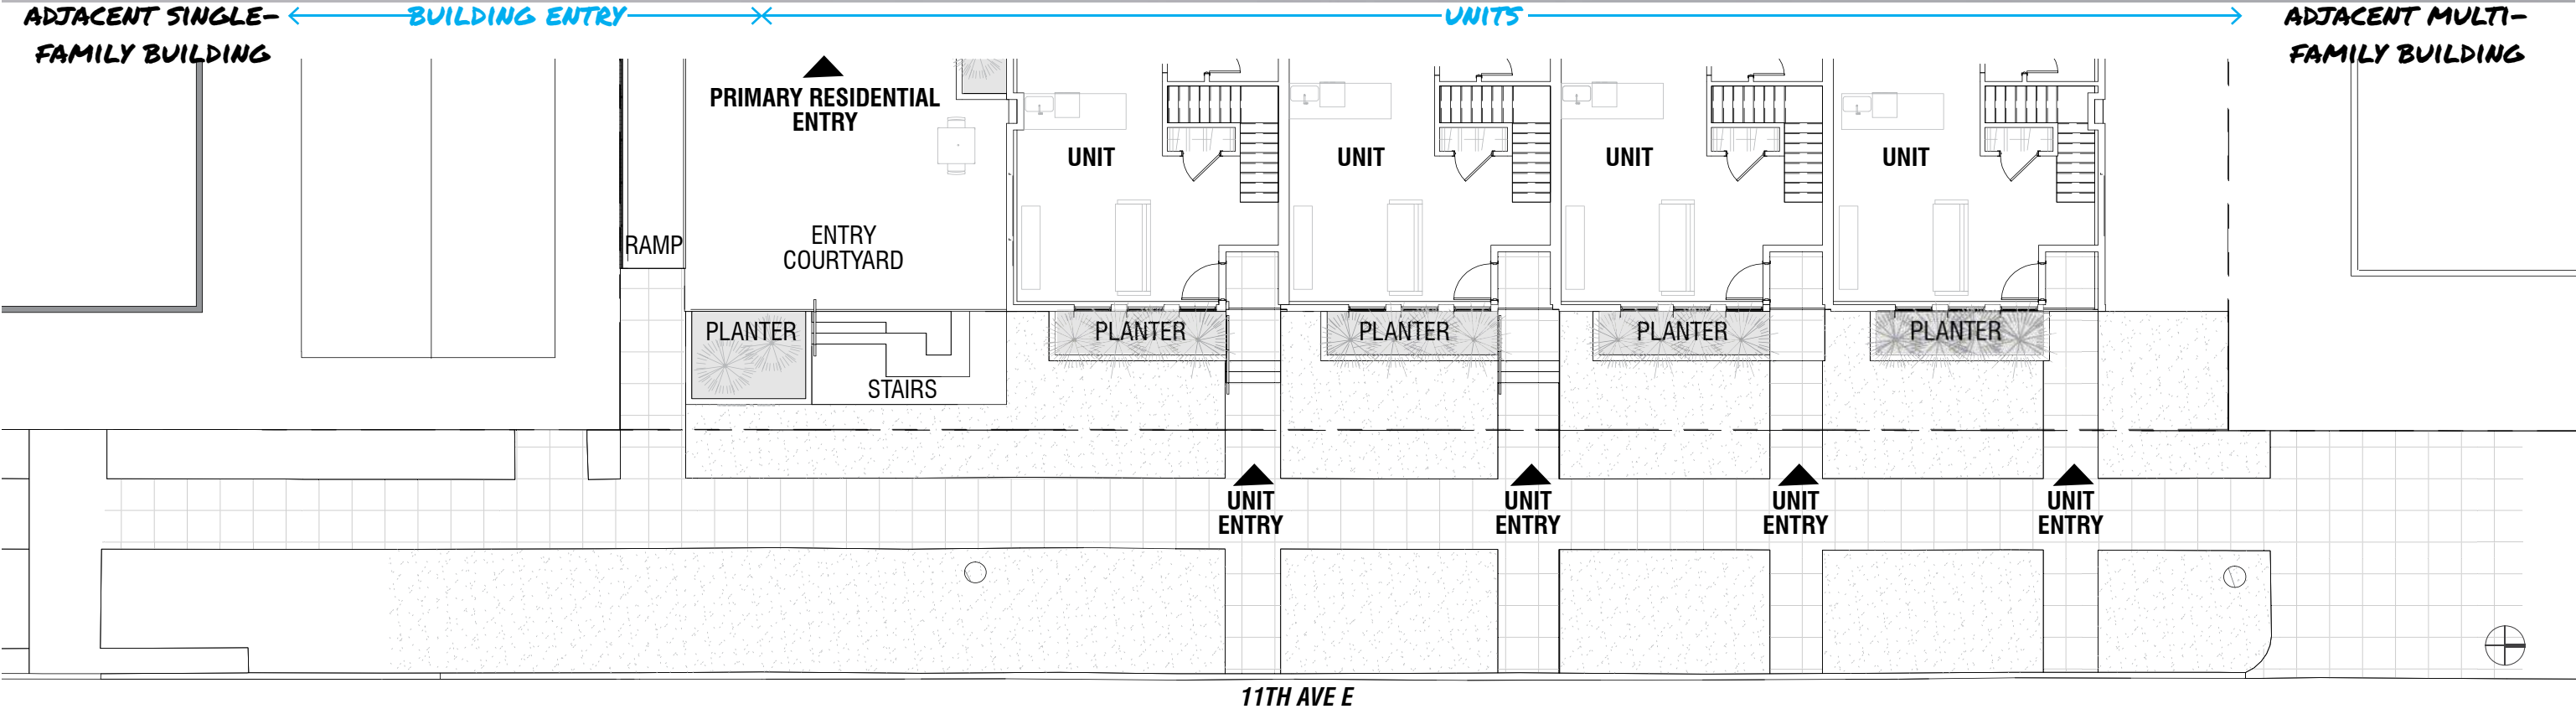 ADJACENT SINGLE-
FAMILY BUILDING
BUILDING ENTRY
UNITS
ADJACENT MULTI-
FAMILY BUILDING
PRIMARY RESIDENTIAL
ENTRY
UNIT
UNIT
UNIT
UNIT
RAMP
ENTRY
COURTYARD
PLANTER
STAIRS
PLANTER
PLANTER
PLANTER
PLANTER
UNIT
ENTRY
UNIT
ENTRY
UNIT
ENTRY
UNIT
ENTRY
11TH AVE E